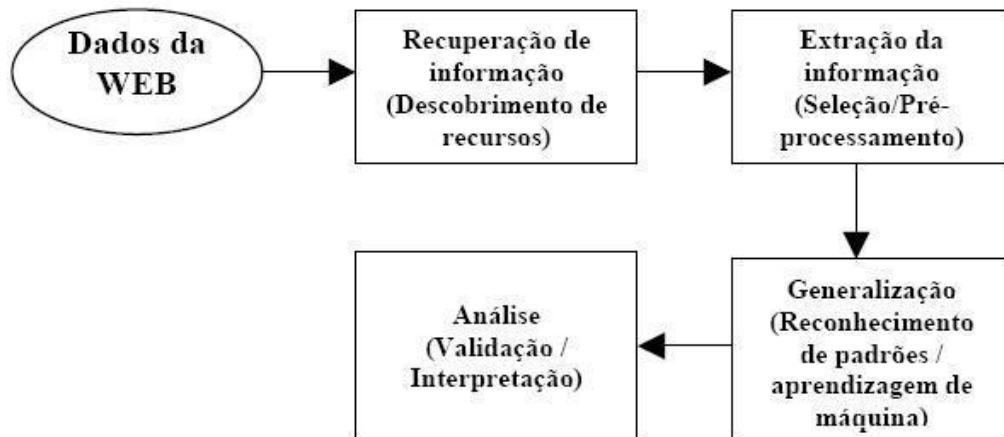 Dados da
WEB
Recuperação de
informação
(Descobrimento de
recursos)
Extração da
informação
(Seleção/Pré-
processamento)
Análise
(Validação /
Interpretação)
Generalização
(Reconhecimento
de padrões /
aprendizagem de
máquina)